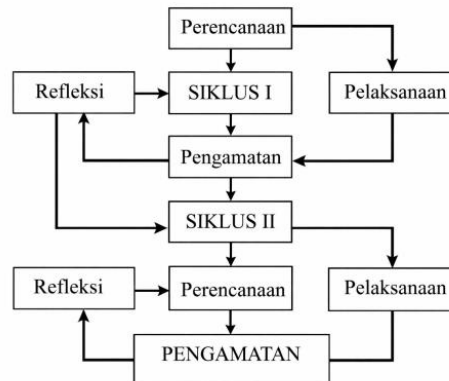 Perencanaan
Refleksi
SIKLUS I
Pelaksanaan
Pengamatan
SIKLUS II
Refleksi
Perencanaan
Pelaksanaan
PENGAMATAN